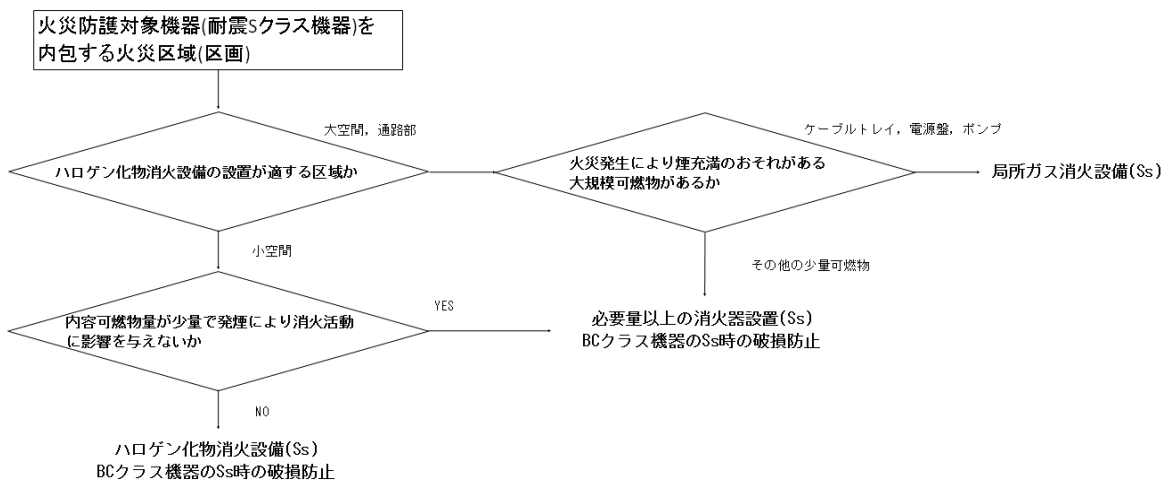 火災防護対象機器(耐震Sクラス機器)を
内包する火災区域(区画)
大空間，通路部
ハロゲン化物消火設備の設置が適する区域か
ケーブルトレイ，電源盤，ポンプ
火災発生により煙充満のおそれがある
大規模可燃物があるか
局所ガス消火設備(Ss)
小空間
その他の少量可燃物
内容可燃物量が少量で発煙により消火活動
に影響を与えないか
YES
必要量以上の消火器設置(Ss)
BCクラス機器のSs時の破損防止
NO
ハロゲン化物消火設備(Ss)
BCクラス機器のSs時の破損防止